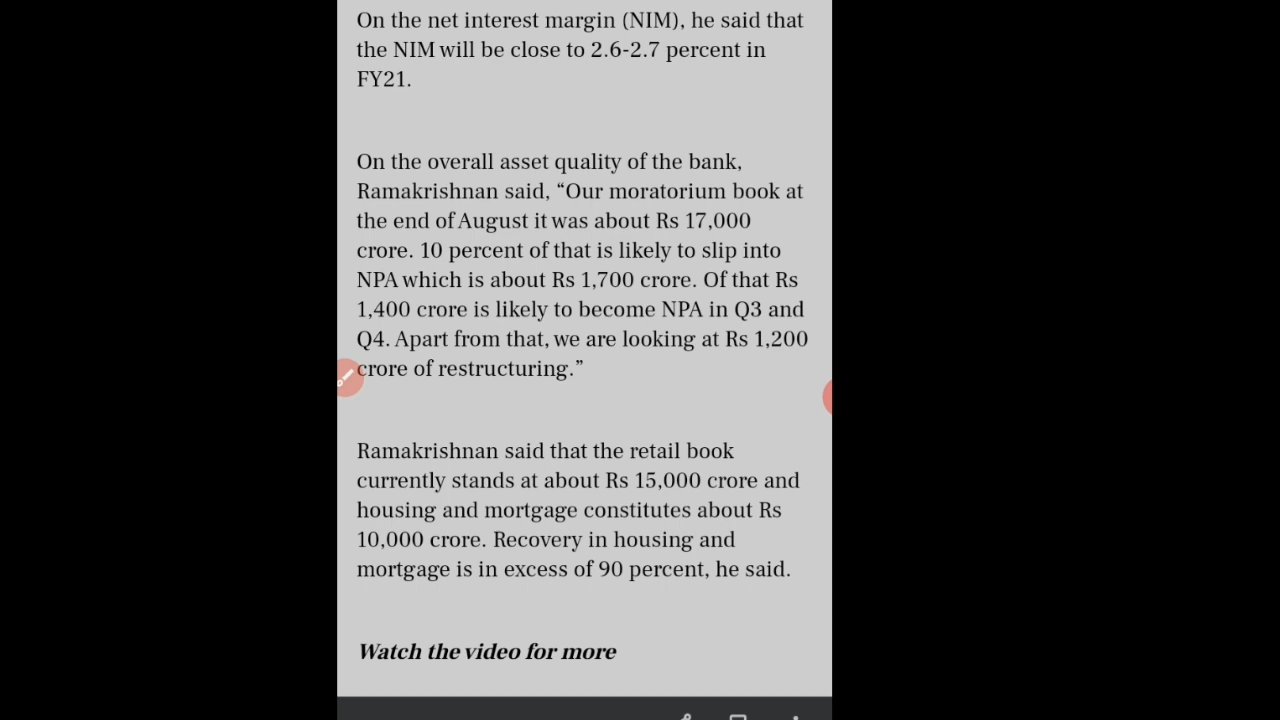 On the net interest margin (NIM), he said that
the NIM will be close to 2.6-2.7 percent in
FY21.
On the overall asset quality of the bank,
Ramakrishnan said, “Our moratorium book at
the end of August it was about Rs 17,000
crore. 10 percent of that is likely to slip into
NPA which is about Rs 1,700 crore. Of that Rs
1,400 crore is likely to become NPA in Q3 and
Q4. Apart from that, we are looking at Rs 1,200
crore of restructuring.”
Ramakrishnan said that the retail book
currently stands at about Rs 15,000 crore and
housing and mortgage constitutes about Rs
10,000 crore. Recovery in housing and
mortgage is in excess of 90 percent, he said.
Watch the video for more